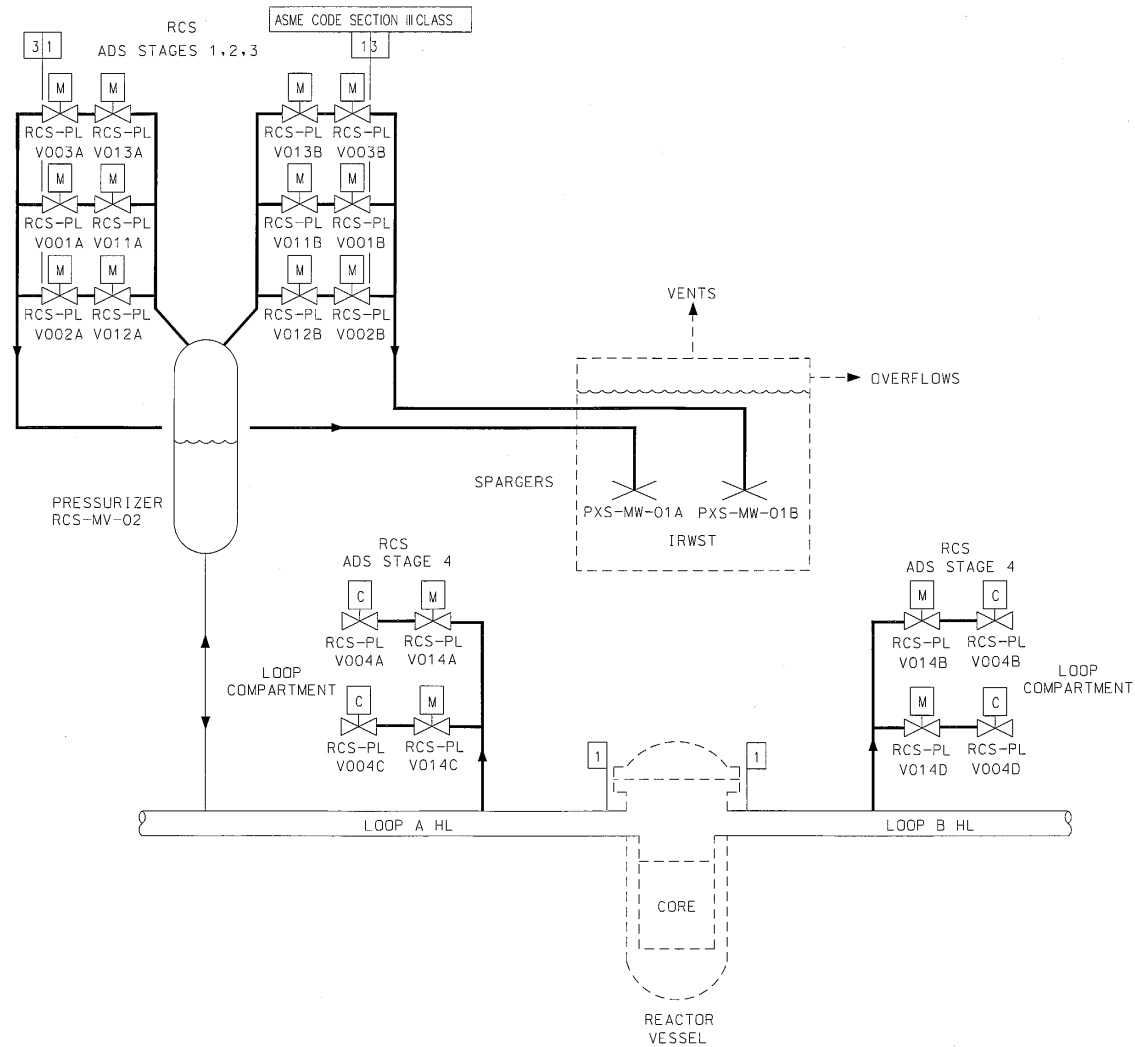 ASME CODE SECTION III CLASS
RCS
ADS STAGES 1,2,3
3 1
1 3
M M
M M
RCS-PL RCS-PL
V003A V013A
RCS-PL RCS-PL
V013B V003B
M M
M M
RCS-PL RCS-PL
V001A V011A
RCS-PL RCS-PL
V011B V001B
M M
M M
RCS-PL RCS-PL
V002A V012A
RCS-PL RCS-PL
V012B V002B
VENTS
OVERFLOWS
SPARGERS
PXS-MW-01A PXS-MW-01B
IRWST
PRESSURIZER
RCS-MV-02
RCS
ADS STAGE 4
C M
RCS-PL RCS-PL
V004A V014A
LOOP
COMPARTMENT
C M
RCS-PL RCS-PL
V004C V014C
RCS
ADS STAGE 4
M C
RCS-PL RCS-PL
V014B V004B
LOOP
COMPARTMENT
M C
RCS-PL RCS-PL
V014D V004D
1
1
LOOP A HL
LOOP B HL
CORE
REACTOR
VESSEL